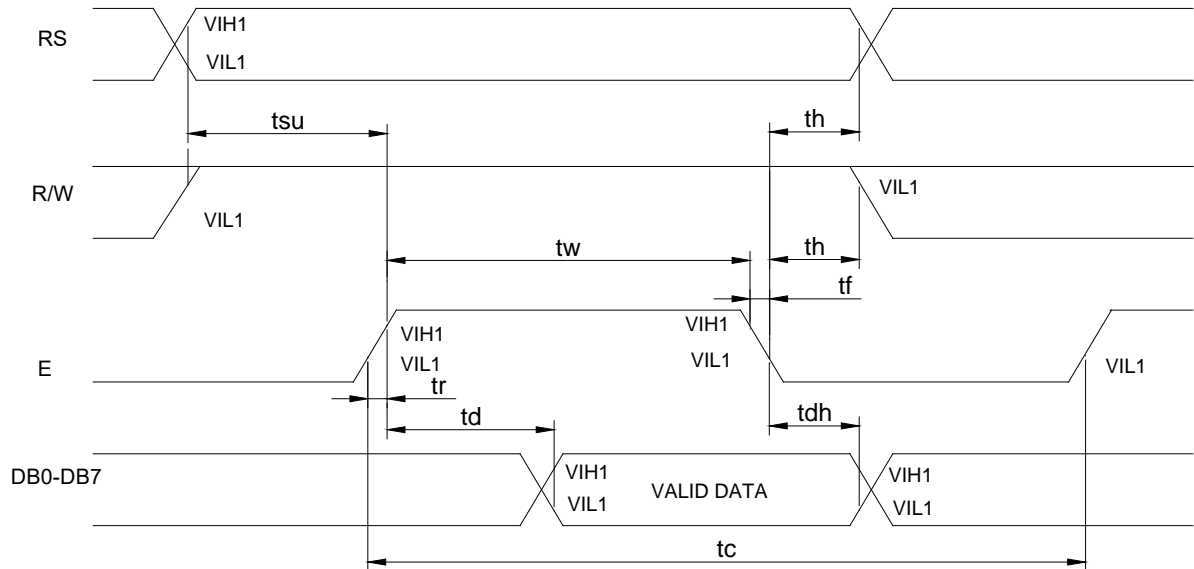 RS
VIH1
VIL1
tsu
th
R/W
VIL1
VIL1
tw
th
tf
E
VIH1
VIL1
VIH1
VIL1
VIL1
tr
td
tdh
DB0-DB7
VIH1
VIL1
VALID DATA
VIH1
VIL1
tc